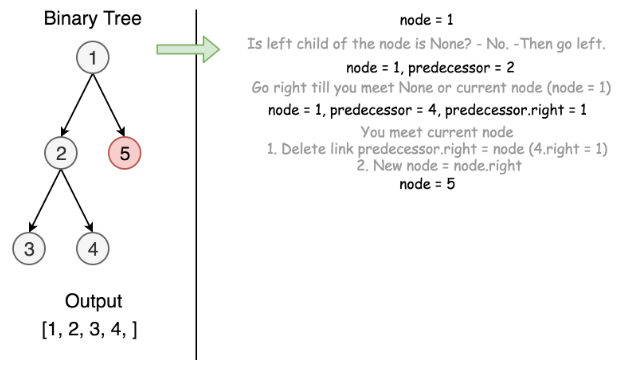 Binary Tree
1
2
5
3
4
Output
[1, 2, 3, 4, ]
node = 1
Is left child of the node is None? - No. -Then go left.
node = 1, predecessor = 2
Go right till you meet None or current node (node = 1)
node = 1, predecessor = 4, predecessor.right = 1
You meet current node
1. Delete link predecessor.right = node (4.right = 1)
2. New node = node.right
node = 5